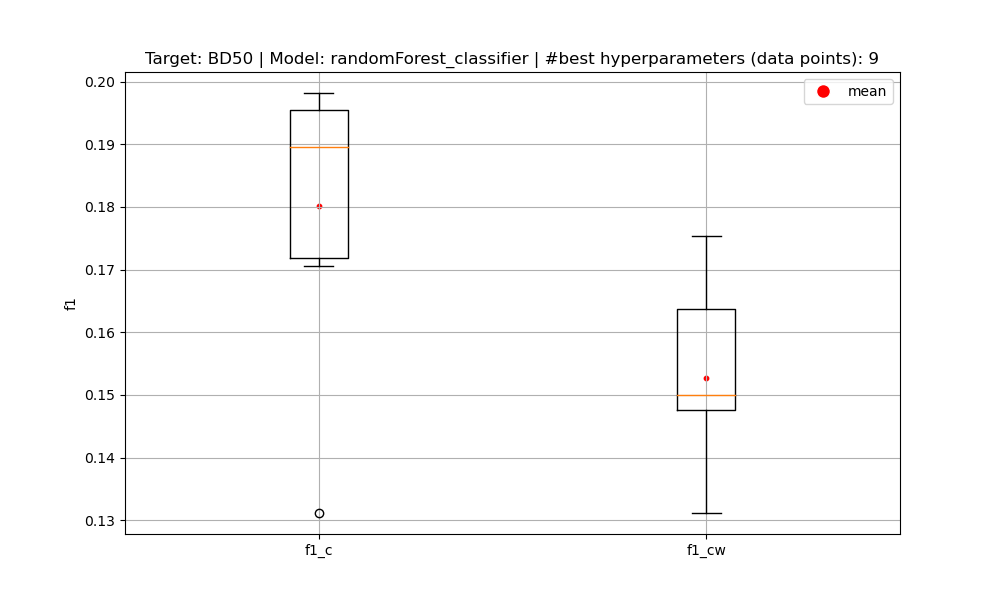 Target: BD50 | Model: randomForest_classifier | #best hyperparameters (data points): 9
mean
0.20
0.19
0.18
0.17
0.16
0.15
0.14
0.13
f1
f1_c
f1_cw